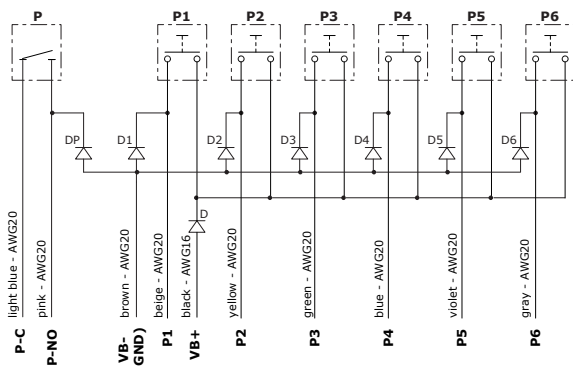 P
P1
P2
P3
P4
P5
P6
DP
D1
D2
D3
D4
D5
D6
D
light blue - AWG20
pink - AWG20
brown - AWG20
beige - AWG20
black - AWG16
yellow - AWG20
green - AWG20
blue - AWG20
violet - AWG20
gray - AWG20
P-C
P-NO
VB-
GND)
P1
VB+
P2
P3
P4
P5
P6